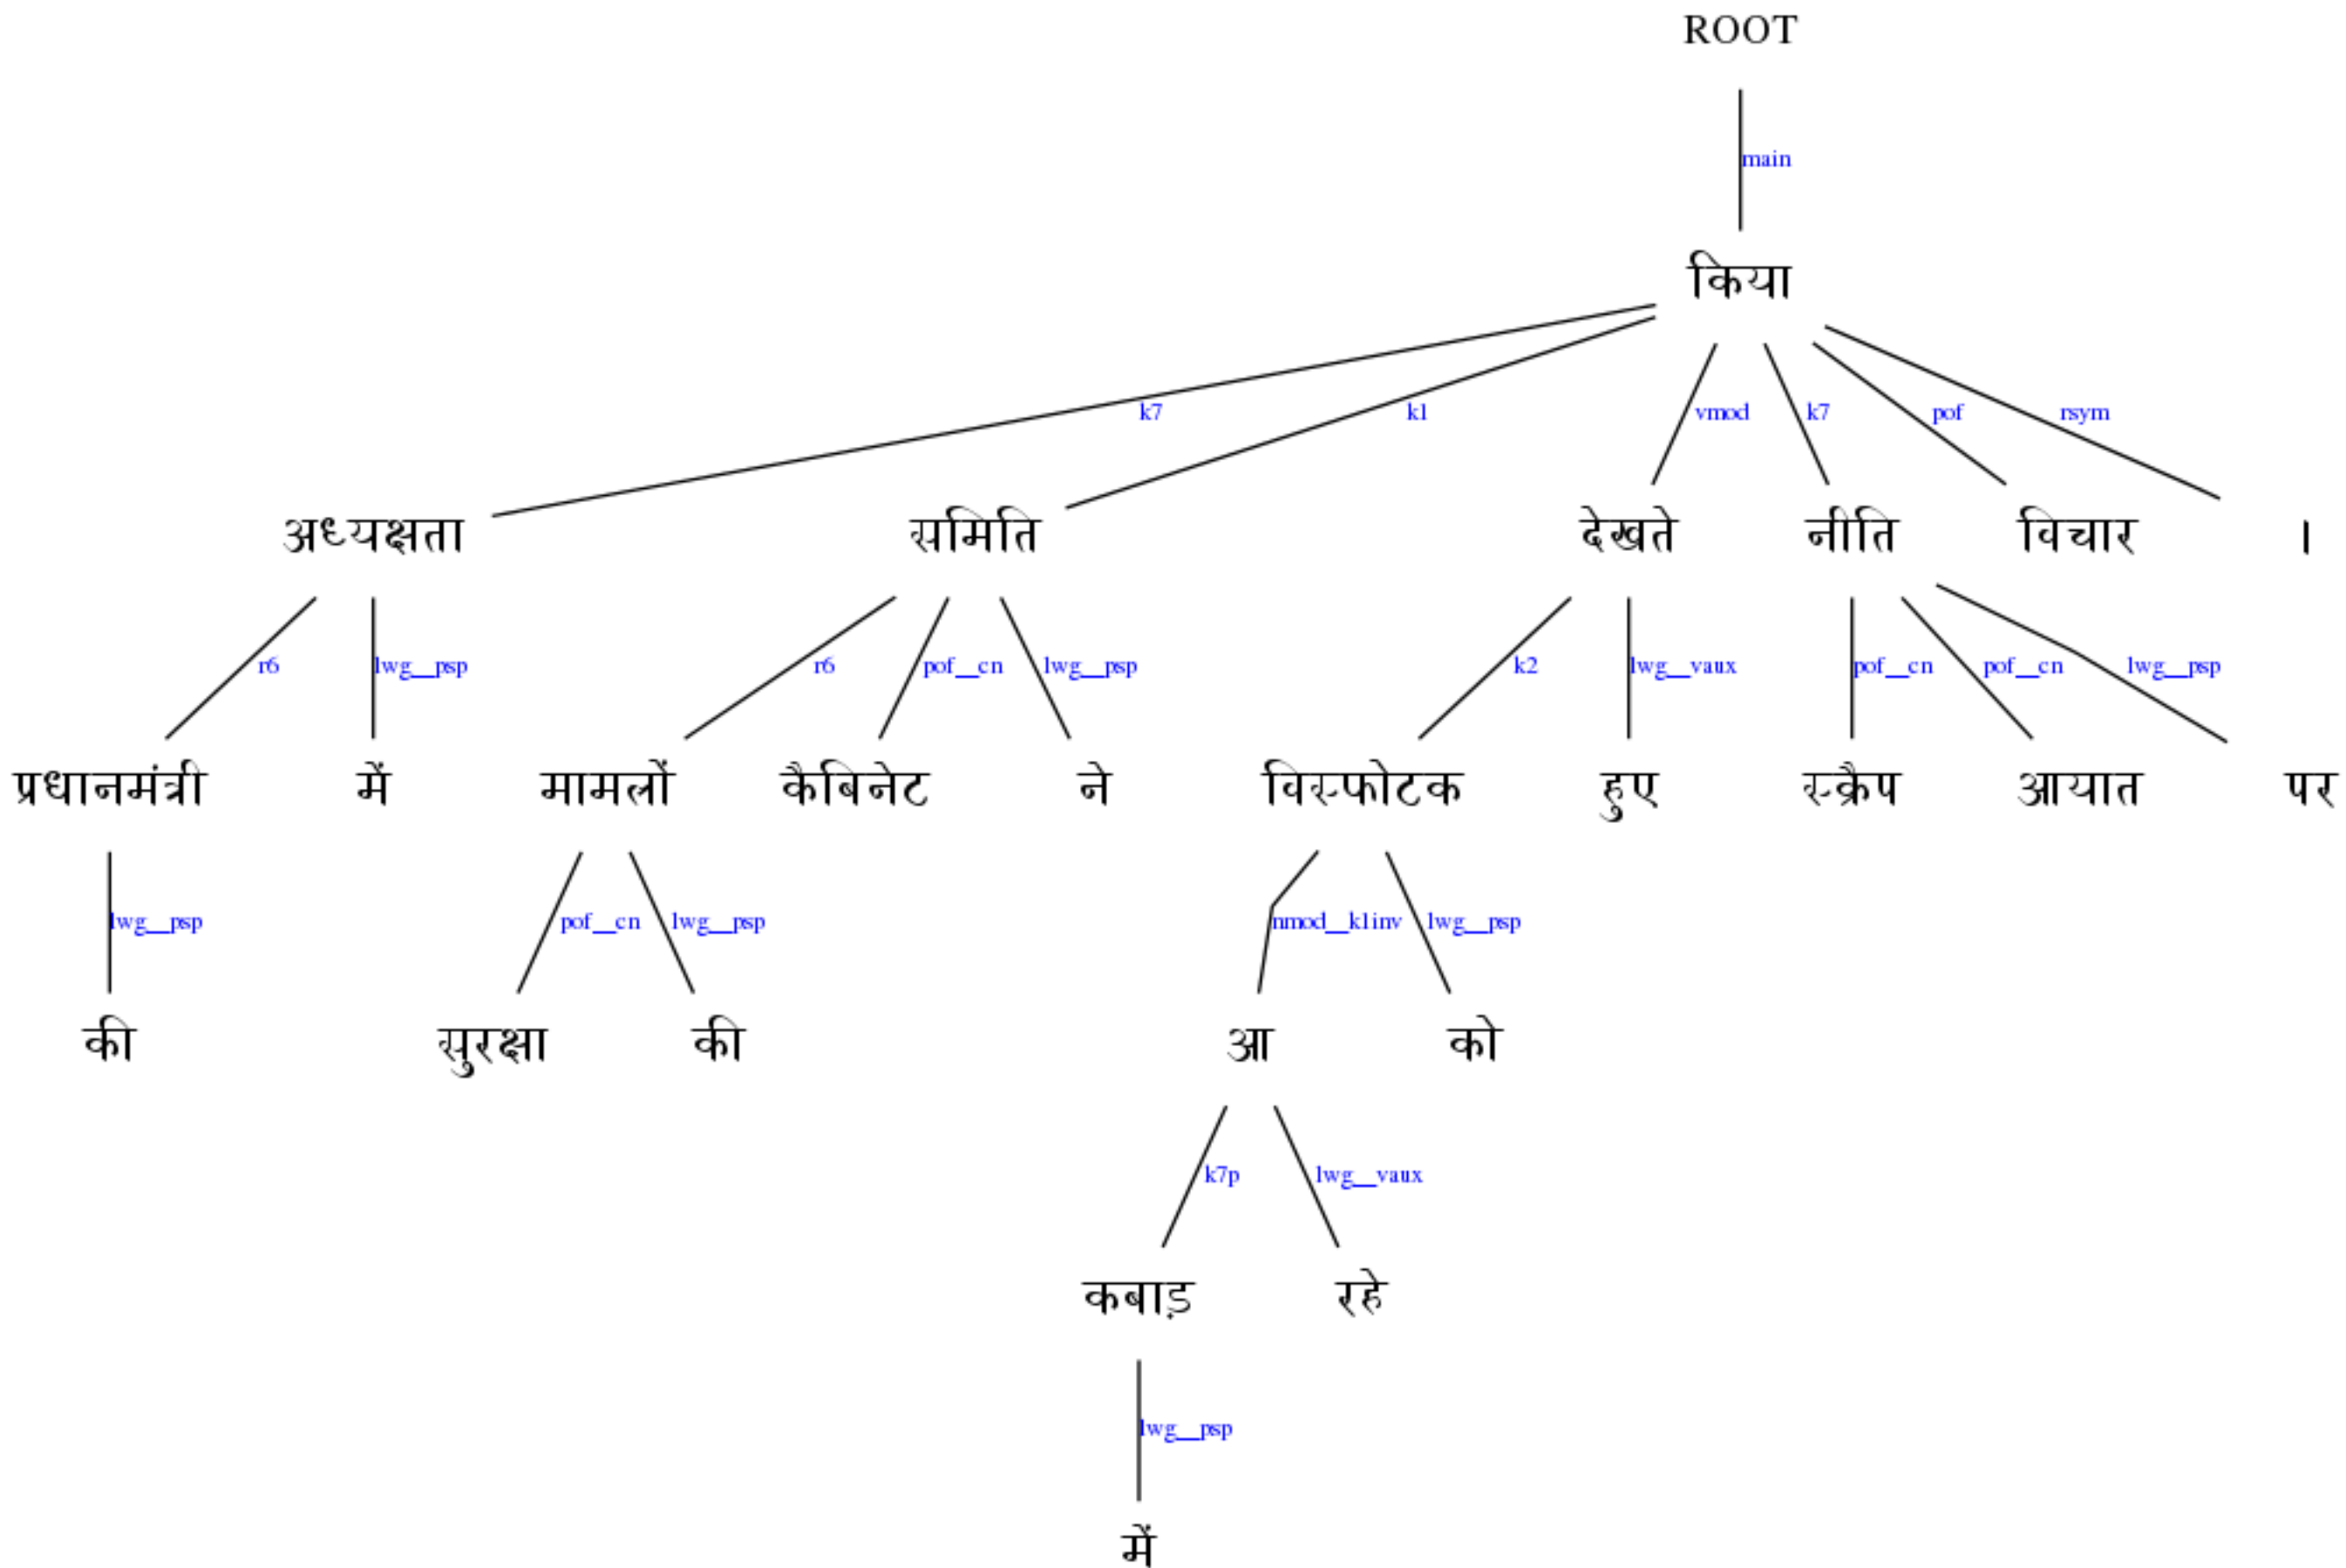 ROOT
main
किया
k7 k1 vmod k7 pof rsym
अध्यक्षता समिति देखते नीति विचार ।
r6 lwg__psp r6 pof__cn lwg__psp k2 lwg__vaux pof__cn pof__cn lwg__psp
प्रधानमंत्री में मामलों कैबिनेट ने विस्फोटक हुए स्क्रैप आयात पर
lwg__psp pof__cn lwg__psp nmod__k1inv lwg__psp
की सुरक्षा की आ को
k7p lwg__vaux
कबाड़ रहे
lwg__psp
में